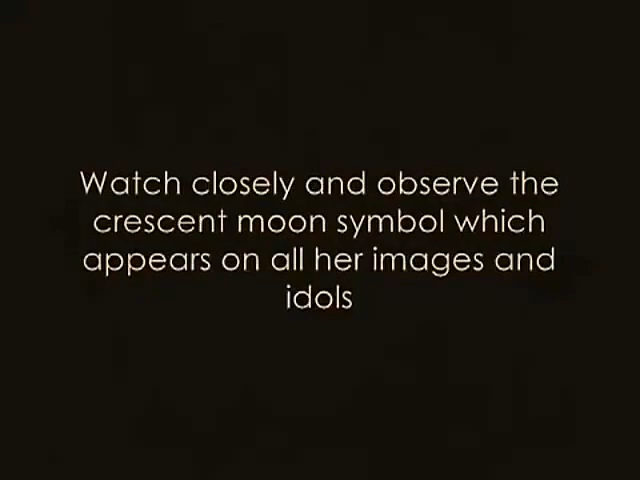 Watch closely and observe the
crescent moon symbol which
appears on all her images and
idols